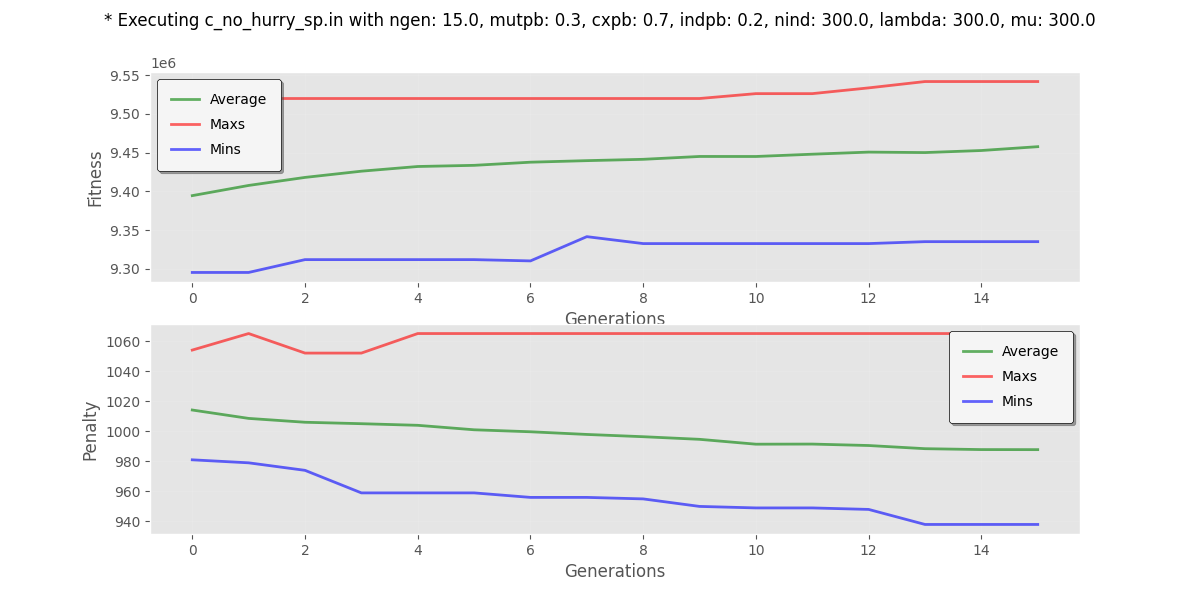 * Executing c_no_hurry_sp.in with ngen: 15.0, mutpb: 0.3, cxpb: 0.7, indpb: 0.2, nind: 300.0, lambda: 300.0, mu: 300.0
1e6
9.55
9.50
9.45
9.40
9.35
9.30
Fitness
Average
Maxs
Mins
0 2 4 6 8 10 12 14
Generations
1060
1040
1020
1000
980
960
940
Penalty
Average
Maxs
Mins
0 2 4 6 8 10 12 14
Generations